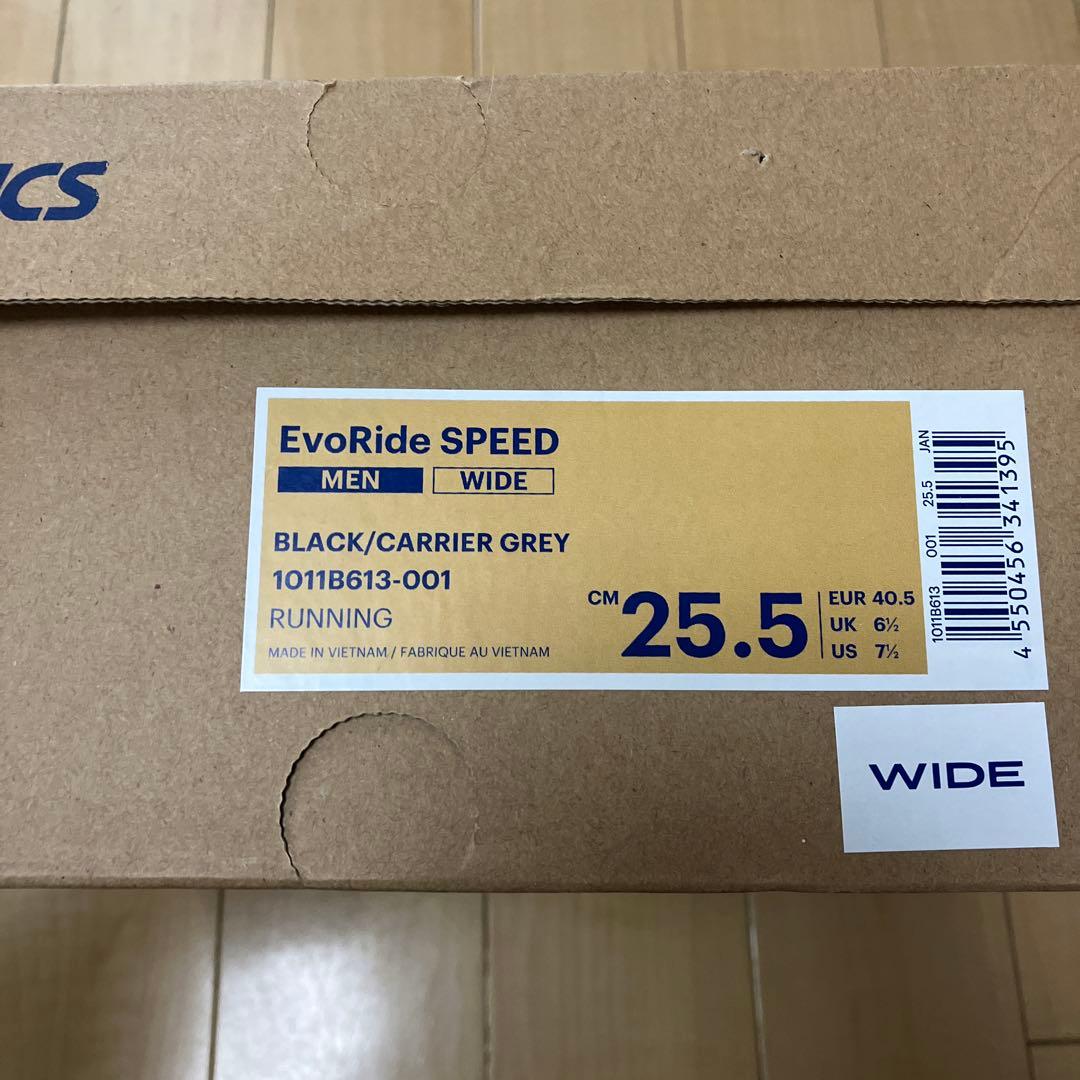 ICS
EvoRide SPEED
MEN WIDE
BLACK/CARRIER GREY
1011B613-001
RUNNING
MADE IN VIETNAM / FABRIQUE AU VIETNAM
CM 25.5
EUR 40.5
UK 6½
US 7½
1011B613 001 25.5 JAN
4 550456 341395
WIDE